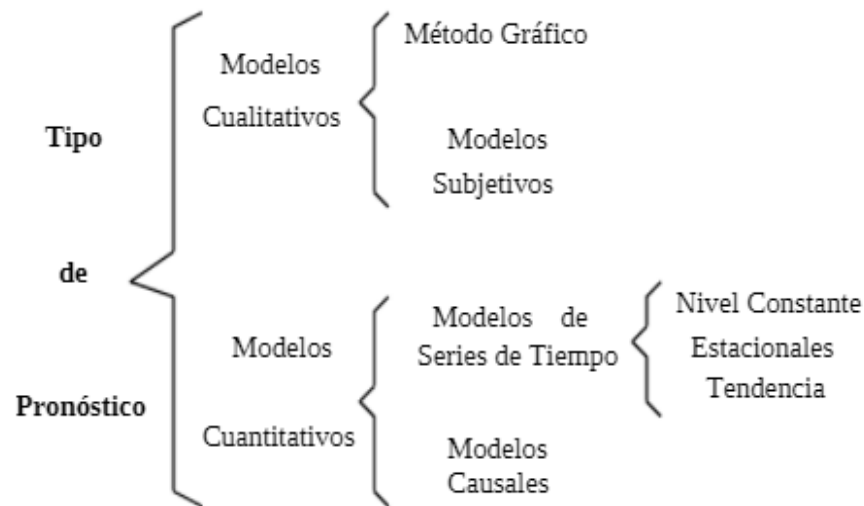 Tipo
de
Pronóstico
Modelos
Cualitativos
Método Gráfico
Modelos
Subjetivos
Modelos
Cuantitativos
Modelos de
Series de Tiempo
Nivel Constante
Estacionales
Tendencia
Modelos
Causales